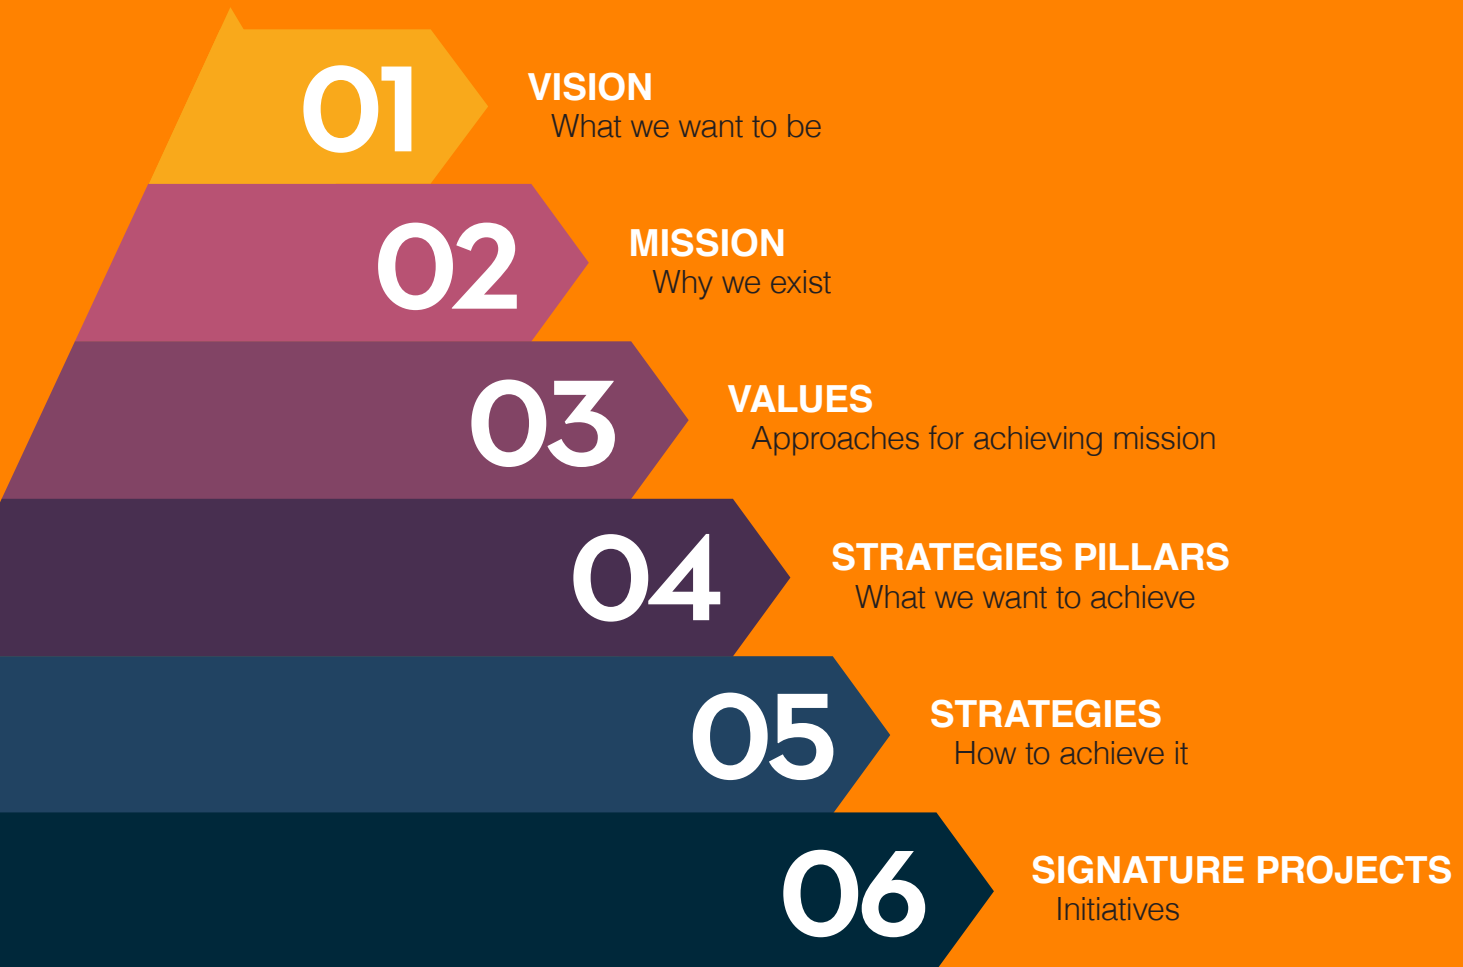 01
VISION
What we want to be
02
MISSION
Why we exist
03
VALUES
Approaches for achieving mission
04
STRATEGIES PILLARS
What we want to achieve
05
STRATEGIES
How to achieve it
06
SIGNATURE PROJECTS
Initiatives